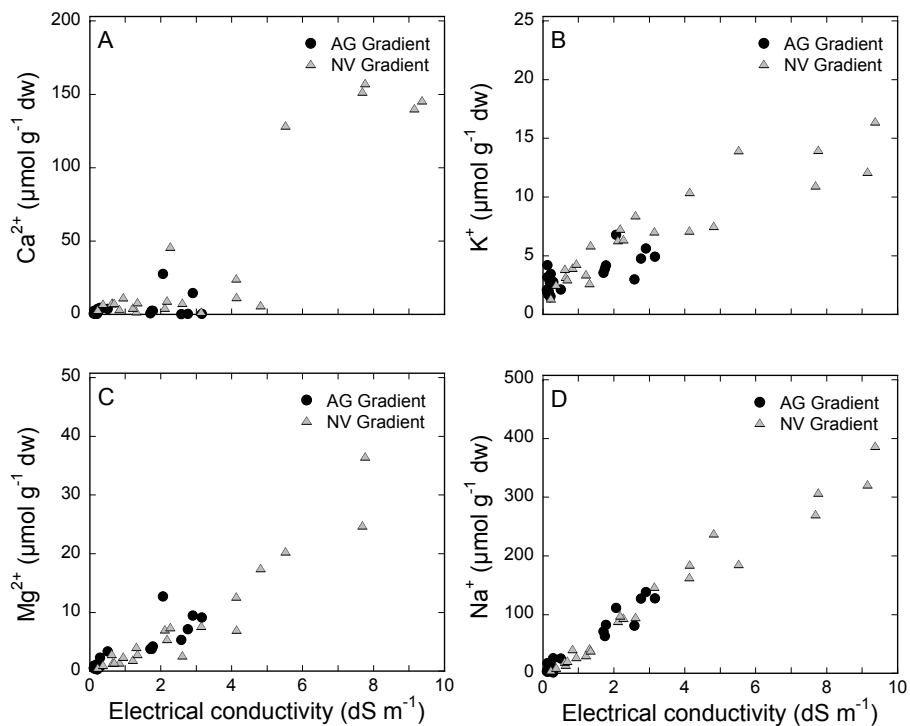 200
150
100
50
0
Ca²⁺ (µmol g⁻¹ dw)
A
AG Gradient
NV Gradient
25
20
15
10
5
0
K⁺ (µmol g⁻¹ dw)
B
AG Gradient
NV Gradient
50
40
30
20
10
0
Mg²⁺ (µmol g⁻¹ dw)
C
AG Gradient
NV Gradient
0 2 4 6 8 10
Electrical conductivity (dS m⁻¹)
500
400
300
200
100
0
Na⁺ (µmol g⁻¹ dw)
D
AG Gradient
NV Gradient
0 2 4 6 8 10
Electrical conductivity (dS m⁻¹)